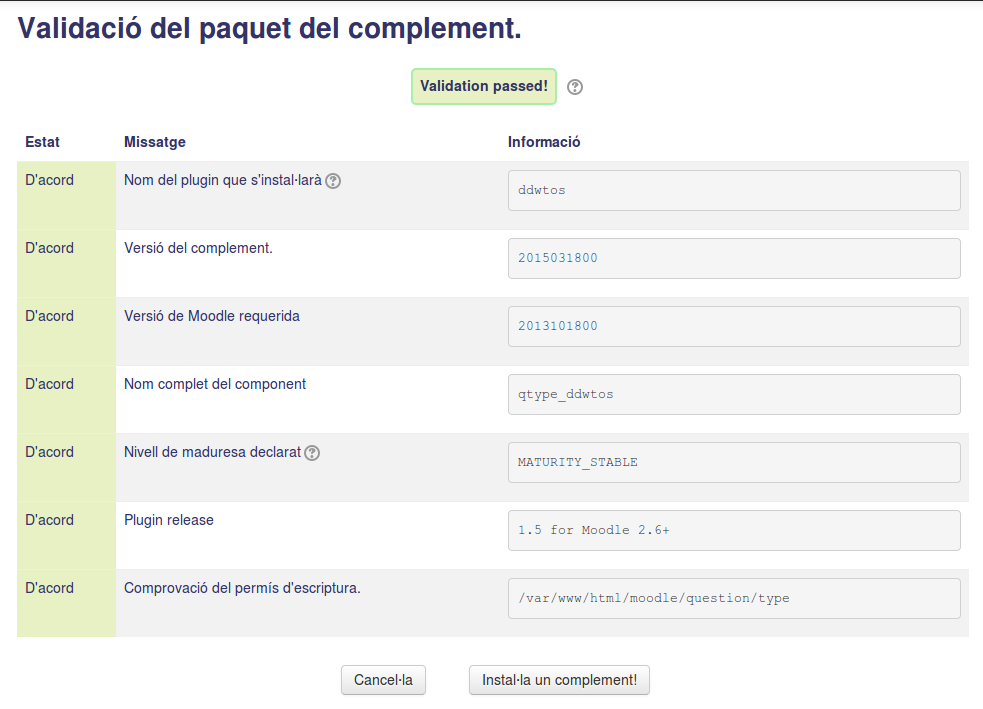 Validació del paquet del complement.
Validation passed!
Estat Missatge Informació
D'acord Nom del plugin que s'instal·larà ddwtos
D'acord Versió del complement. 2015031800
D'acord Versió de Moodle requerida 2013101800
D'acord Nom complet del component qtype_ddwtos
D'acord Nivell de maduresa declarat MATURITY_STABLE
D'acord Plugin release 1.5 for Moodle 2.6+
D'acord Comprovació del permís d'escriptura. /var/www/html/moodle/question/type
Cancel·la Instal·la un complement!